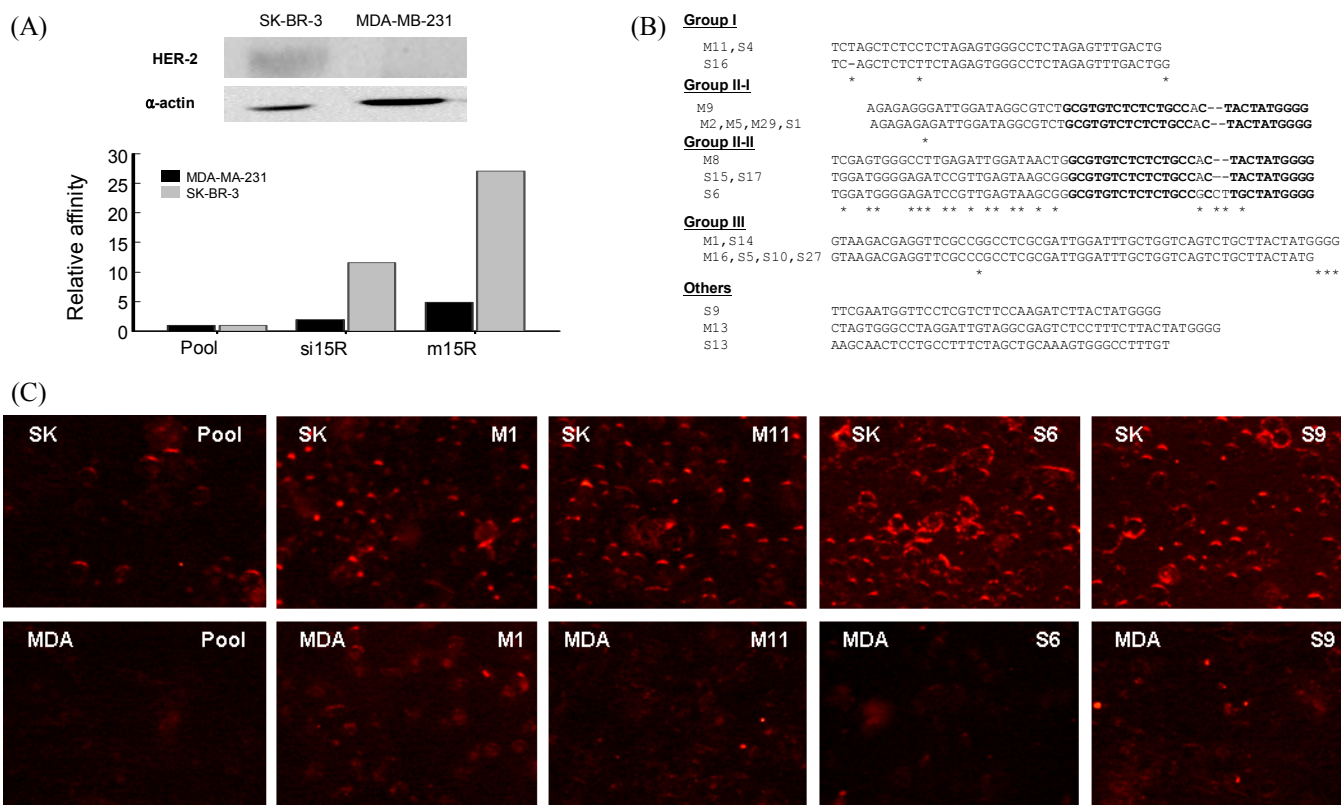 (A)
SK-BR-3 MDA-MB-231
HER-2
α-actin
30
25
20
15
10
5
0
Relative affinity
MDA-MA-231
SK-BR-3
Pool si15R m15R
(B)
Group I
M11,S4 TCTAGCTCTCCTCTAGAGTGGGCCTCTAGAGTTTGACTG
S16 TC-AGCTCTCTTCTAGAGTGGGCCTCTAGAGTTTGACTGG
* * *
Group II-I
M9 AGAGAGGGATTGGATAGGCGTCTGCGTGTCTCTCTGCCAC--TACTATGGGG
M2,M5,M29,S1 AGAGAGAGATTGGATAGGCGTCTGCGTGTCTCTCTGCCAC--TACTATGGGG
*
Group II-II
M8 TCGAGTGGGCCTTGAGATTGGATAACTGGCGTGTCTCTCTGCCAC--TACTATGGGG
S15,S17 TGGATGGGGAGATCCGTTGAGTAAGCGGGCGTGTCTCTCTGCCAC--TACTATGGGG
S6 TGGATGGGGAGATCCGTTGAGTAAGCGGGCGTGTCTCTCTGCCGCCTTGCTATGGGG
* ** *** ** * ** ** * * * ** *
Group III
M1,S14 GTAAGACGAGGTTCGCCGGCCTCGCGATTGGATTTGCTGGTCAGTCTGCTTACTATGGGG
M16,S5,S10,S27 GTAAGACGAGGTTCGCCCGCCTCGCGATTGGATTTGCTGGTCAGTCTGCTTACTATG
* ***
Others
S9 TTCGAATGGTTCCTCGTCTTCCAAGATCTTACTATGGGG
M13 CTAGTGGGCCTAGGATTGTAGGCGAGTCTCCTTTCTTACTATGGGG
S13 AAGCAACTCCTGCCTTTCTAGCTGCAAAGTGGGCCTTTGT
(C)
SK Pool SK M1 SK M11 SK S6 SK S9
MDA Pool MDA M1 MDA M11 MDA S6 MDA S9